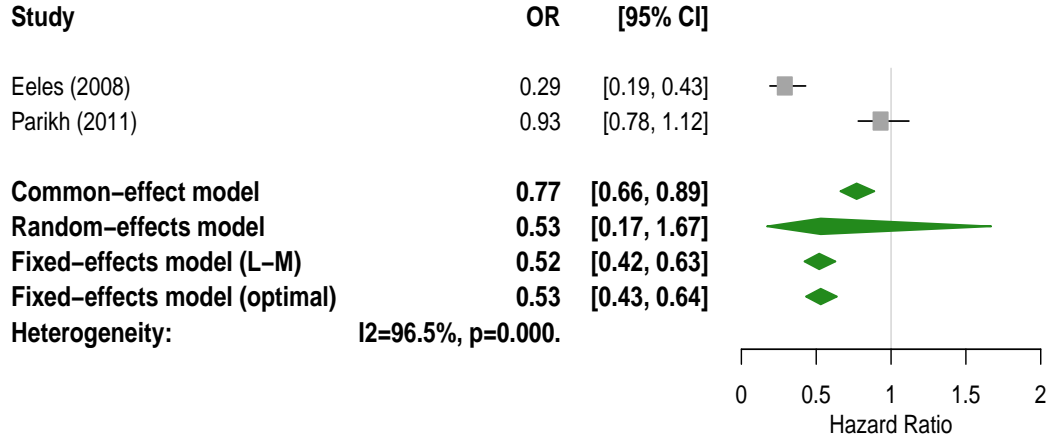 Study OR [95% CI]
Eeles (2008) 0.29 [0.19, 0.43]
Parikh (2011) 0.93 [0.78, 1.12]
Common−effect model 0.77 [0.66, 0.89]
Random−effects model 0.53 [0.17, 1.67]
Fixed−effects model (L−M) 0.52 [0.42, 0.63]
Fixed−effects model (optimal) 0.53 [0.43, 0.64]
Heterogeneity: I2=96.5%, p=0.000.
0 0.5 1 1.5 2
Hazard Ratio